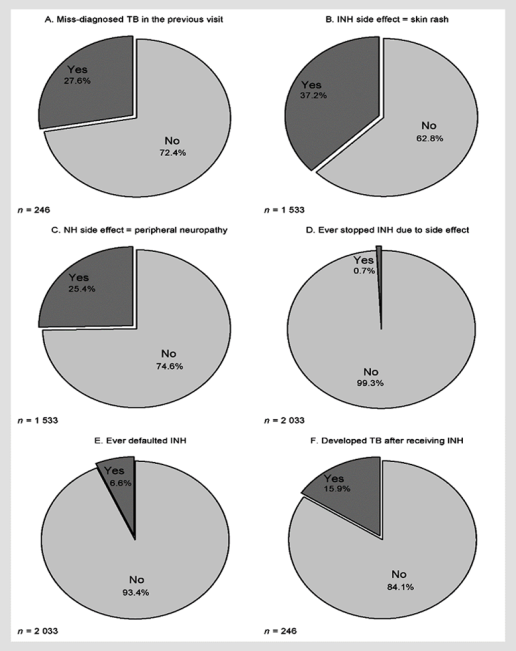 A. Miss-diagnosed TB in the previous visit
Yes
27.6%
No
72.4%
n = 246
B. INH side effect = skin rash
Yes
37.2%
No
62.8%
n = 1 533
C. NH side effect = peripheral neuropathy
Yes
25.4%
No
74.6%
n = 1 533
D. Ever stopped INH due to side effect
Yes
0.7%
No
99.3%
n = 2 033
E. Ever defaulted INH
Yes
6.6%
No
93.4%
n = 2 033
F. Developed TB after receiving INH
Yes
15.9%
No
84.1%
n = 246